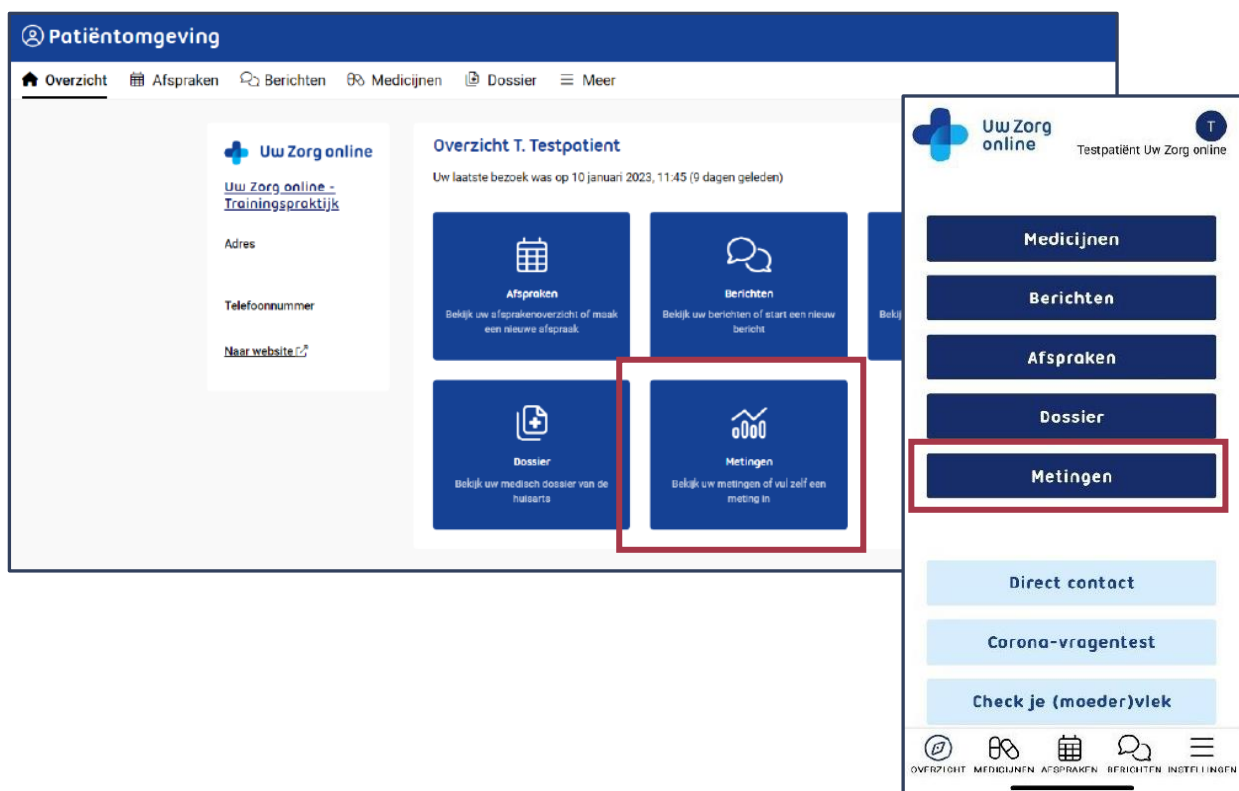 Patiëntomgeving
Overzicht Afspraken Berichten Medicijnen Dossier Meer
Uw Zorg online
Uw Zorg online -
Trainingspraktijk
Adres
Telefoonnummer
Naar website
Overzicht T. Testpatient
Uw laatste bezoek was op 10 januari 2023, 11:45 (9 dagen geleden)
Afspraken
Bekijk uw afsprakenoverzicht of maak
een nieuwe afspraak
Berichten
Bekijk uw berichten of start een nieuw
bericht
Dossier
Bekijk uw medisch dossier van de
huisarts
Metingen
Bekijk uw metingen of vul zelf een
meting in
Uw Zorg
online
T
Testpatiënt Uw Zorg online
Medicijnen
Berichten
Afspraken
Dossier
Metingen
Direct contact
Corona-vragentest
Check je (moeder)vlek
OVERZICHT MEDICIJNEN AFSPRAKEN BERICHTEN INSTELLINGEN